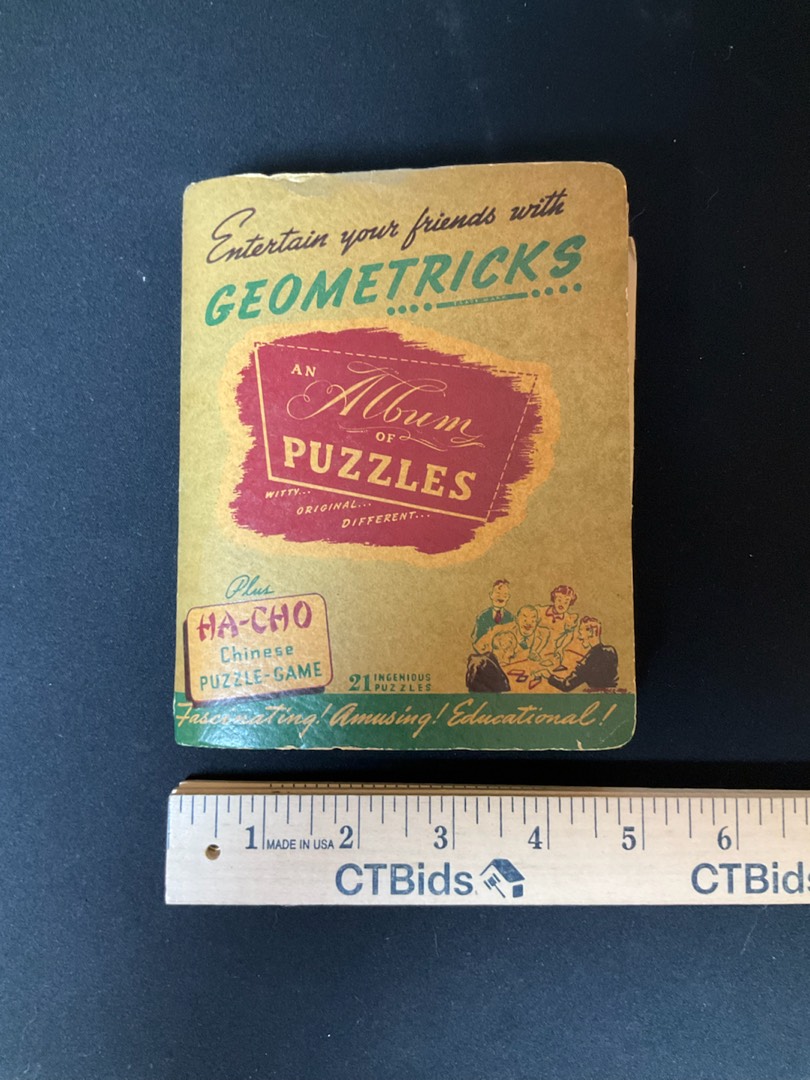 Entertain your friends with
GEOMETRICKS
TRADE MARK
AN
Album
OF
PUZZLES
WITTY...
ORIGINAL...
DIFFERENT...
Plus
HA-CHO
Chinese
PUZZLE-GAME
21 INGENIOUS
PUZZLES
Fascinating! Amusing! Educational!
1 MADE IN USA 2 3 4 5 6
CTBids CTBids